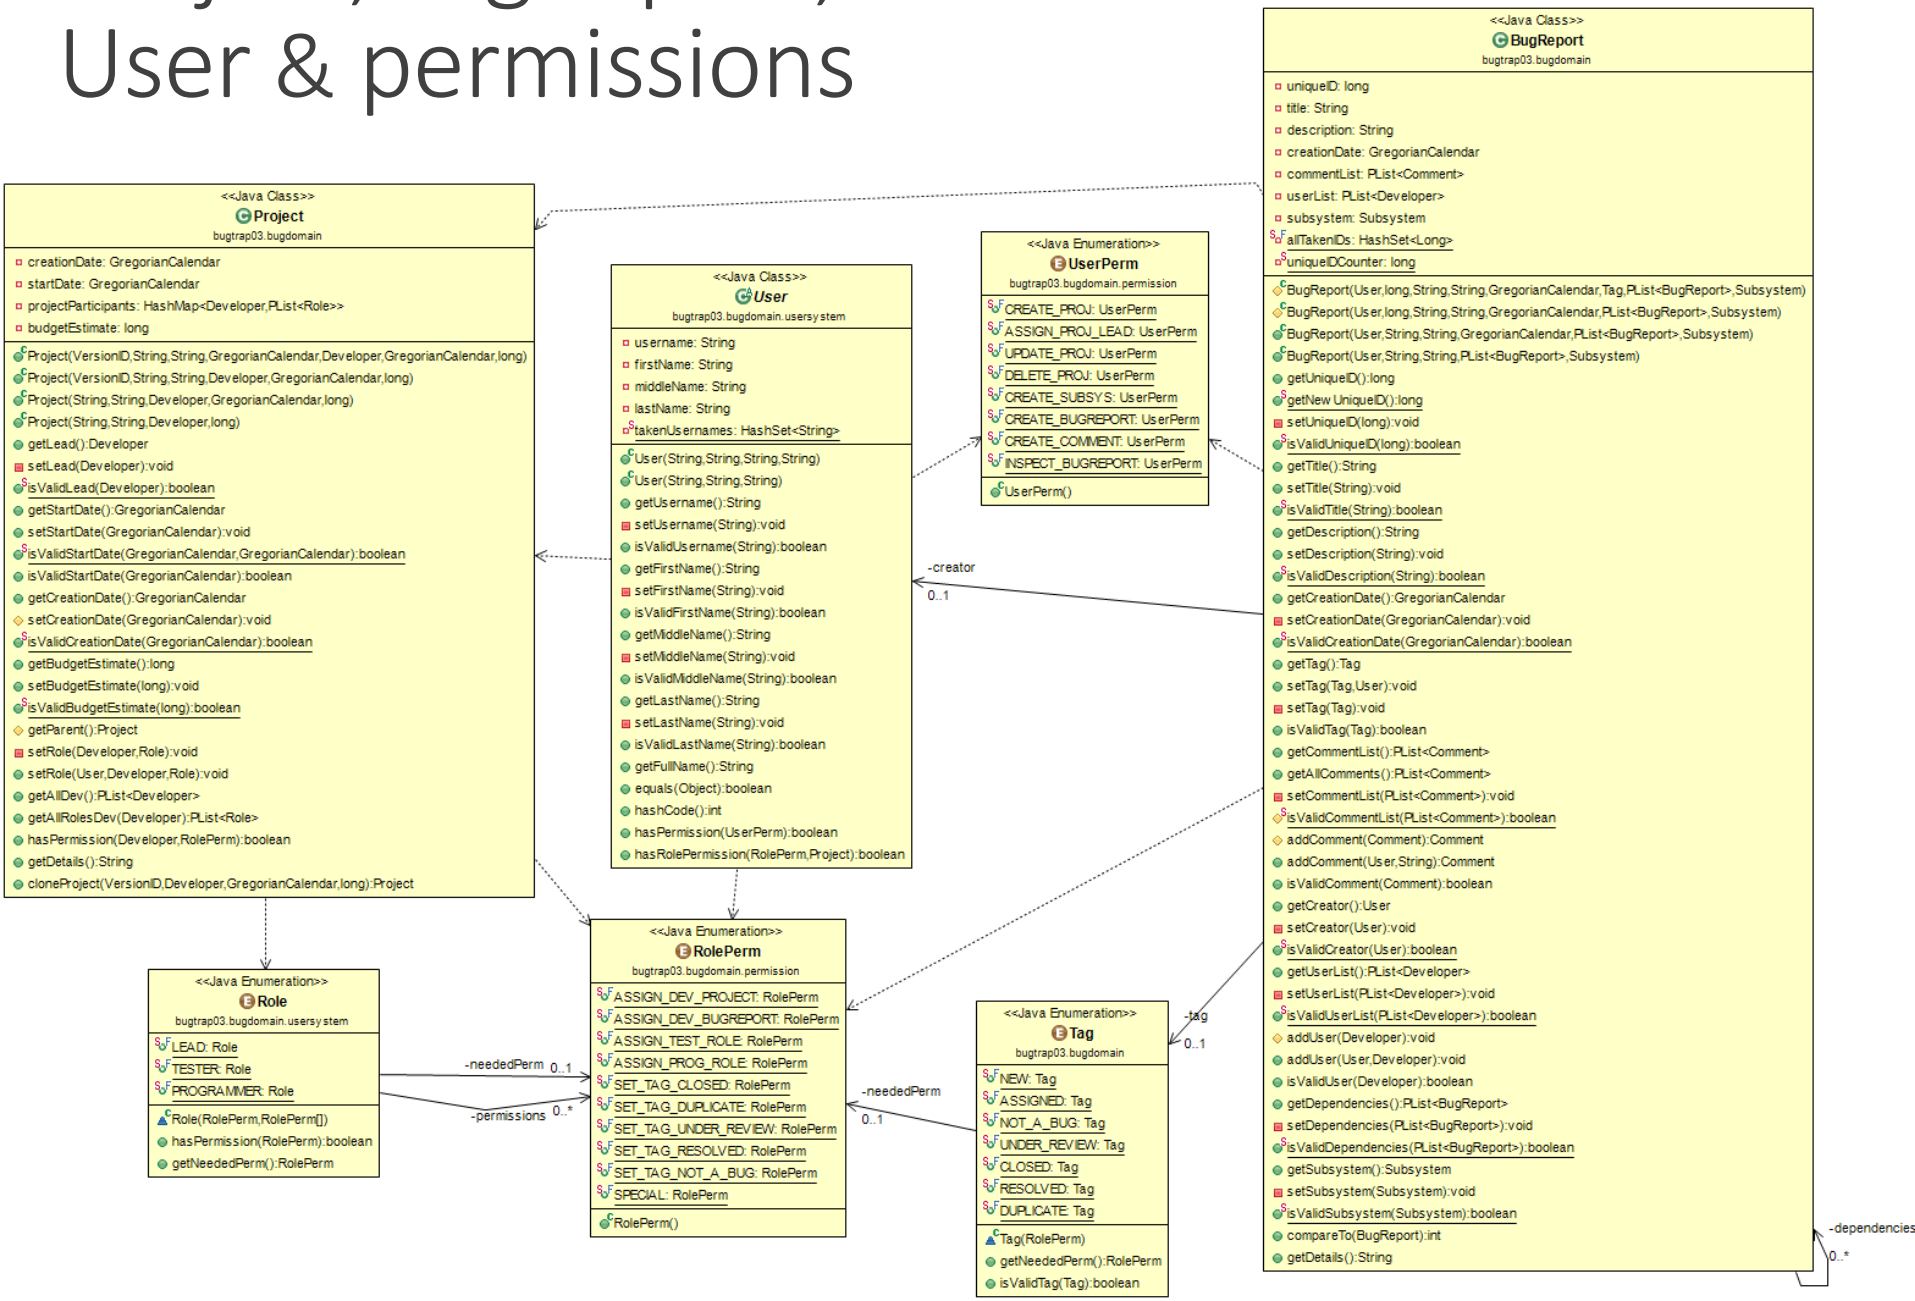 User & permissions
<<Java Class>>
Project
bugtrap03.bugdomain
creationDate: GregorianCalendar
startDate: GregorianCalendar
projectParticipants: HashMap<Developer,PList<Role>>
budgetEstimate: long
Project(VersionID,String,String,GregorianCalendar,Developer,GregorianCalendar,long)
Project(VersionID,String,String,Developer,GregorianCalendar,long)
Project(String,String,Developer,GregorianCalendar,long)
Project(String,String,Developer,long)
getLead():Developer
setLead(Developer):void
isValidLead(Developer):boolean
getStartDate():GregorianCalendar
setStartDate(GregorianCalendar):void
isValidStartDate(GregorianCalendar,GregorianCalendar):boolean
isValidStartDate(GregorianCalendar):boolean
getCreationDate():GregorianCalendar
setCreationDate(GregorianCalendar):void
isValidCreationDate(GregorianCalendar):boolean
getBudgetEstimate():long
setBudgetEstimate(long):void
isValidBudgetEstimate(long):boolean
getParent():Project
setRole(Developer,Role):void
setRole(User,Developer,Role):void
getAllDev():PList<Developer>
getAllRolesDev(Developer):PList<Role>
hasPermission(Developer,RolePerm):boolean
getDetails():String
cloneProject(VersionID,Developer,GregorianCalendar,long):Project
<<Java Class>>
User
bugtrap03.bugdomain.usersystem
username: String
firstName: String
middleName: String
lastName: String
takenUsernames: HashSet<String>
User(String,String,String,String)
User(String,String,String)
getUsername():String
setUsername(String):void
isValidUsername(String):boolean
getFirstName():String
setFirstName(String):void
isValidFirstName(String):boolean
getMiddleName():String
setMiddleName(String):void
isValidMiddleName(String):boolean
getLastName():String
setLastName(String):void
isValidLastName(String):boolean
getFullName():String
equals(Object):boolean
hashCode():int
hasPermission(UserPerm):boolean
hasRolePermission(RolePerm,Project):boolean
<<Java Enumeration>>
UserPerm
bugtrap03.bugdomain.permission
CREATE_PROJ: UserPerm
ASSIGN_PROJ_LEAD: UserPerm
UPDATE_PROJ: UserPerm
DELETE_PROJ: UserPerm
CREATE_SUBSYS: UserPerm
CREATE_BUGREPORT: UserPerm
CREATE_COMMENT: UserPerm
INSPECT_BUGREPORT: UserPerm
UserPerm()
<<Java Class>>
BugReport
bugtrap03.bugdomain
uniqueID: long
title: String
description: String
creationDate: GregorianCalendar
commentList: PList<Comment>
userList: PList<Developer>
subsystem: Subsystem
allTakenIDs: HashSet<Long>
uniqueIDCounter: long
BugReport(User,long,String,String,GregorianCalendar,Tag,PList<BugReport>,Subsystem)
BugReport(User,long,String,String,GregorianCalendar,PList<BugReport>,Subsystem)
BugReport(User,String,String,GregorianCalendar,PList<BugReport>,Subsystem)
BugReport(User,String,String,PList<BugReport>,Subsystem)
getUniqueID():long
getNewUniqueID():long
setUniqueID(long):void
isValidUniqueID(long):boolean
getTitle():String
setTitle(String):void
isValidTitle(String):boolean
getDescription():String
setDescription(String):void
isValidDescription(String):boolean
getCreationDate():GregorianCalendar
setCreationDate(GregorianCalendar):void
isValidCreationDate(GregorianCalendar):boolean
getTag():Tag
setTag(Tag,User):void
setTag(Tag):void
isValidTag(Tag):boolean
getCommentList():PList<Comment>
getAllComments():PList<Comment>
setCommentList(PList<Comment>):void
isValidCommentList(PList<Comment>):boolean
addComment(Comment):Comment
addComment(User,String):Comment
isValidComment(Comment):boolean
getCreator():User
setCreator(User):void
isValidCreator(User):boolean
getUserList():PList<Developer>
setUserList(PList<Developer>):void
isValidUserList(PList<Developer>):boolean
addUser(Developer):void
addUser(User,Developer):void
isValidUser(Developer):boolean
getDependencies():PList<BugReport>
setDependencies(PList<BugReport>):void
isValidDependencies(PList<BugReport>):boolean
getSubsystem():Subsystem
setSubsystem(Subsystem):void
isValidSubsystem(Subsystem):boolean
compareTo(BugReport):int
getDetails():String
-creator
0..1
<<Java Enumeration>>
Role
bugtrap03.bugdomain.usersystem
LEAD: Role
TESTER: Role
PROGRAMMER: Role
Role(RolePerm,RolePerm[])
hasPermission(RolePerm):boolean
getNeededPerm():RolePerm
-neededPerm
0..1
-permissions
0..*
<<Java Enumeration>>
RolePerm
bugtrap03.bugdomain.permission
ASSIGN_DEV_PROJECT: RolePerm
ASSIGN_DEV_BUGREPORT: RolePerm
ASSIGN_TEST_ROLE: RolePerm
ASSIGN_PROG_ROLE: RolePerm
SET_TAG_CLOSED: RolePerm
SET_TAG_DUPLICATE: RolePerm
SET_TAG_UNDER_REVIEW: RolePerm
SET_TAG_RESOLVED: RolePerm
SET_TAG_NOT_A_BUG: RolePerm
SPECIAL: RolePerm
RolePerm()
-neededPerm
0..1
<<Java Enumeration>>
Tag
bugtrap03.bugdomain
NEW: Tag
ASSIGNED: Tag
NOT_A_BUG: Tag
UNDER_REVIEW: Tag
CLOSED: Tag
RESOLVED: Tag
DUPLICATE: Tag
Tag(RolePerm)
getNeededPerm():RolePerm
isValidTag(Tag):boolean
-tag
0..1
-dependencies
0..*